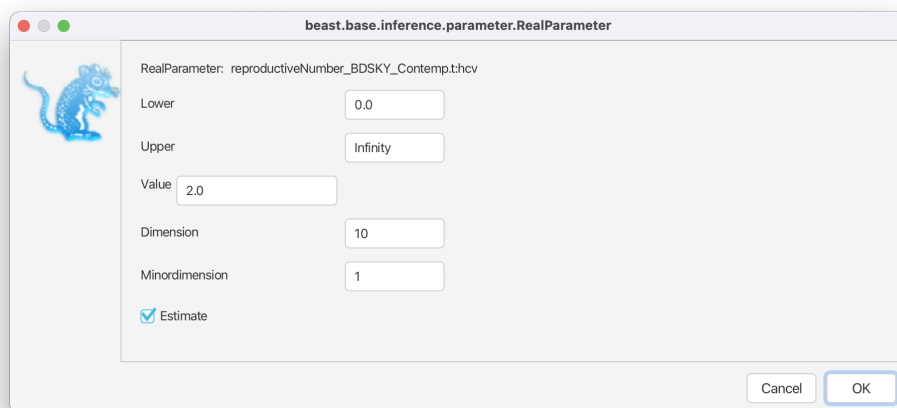 beast.base.inference.parameter.RealParameter
RealParameter: reproductiveNumber_BDSKY_Contemp.t:hcv
Lower 0.0
Upper Infinity
Value 2.0
Dimension 10
Minordimension 1
Estimate
Cancel OK